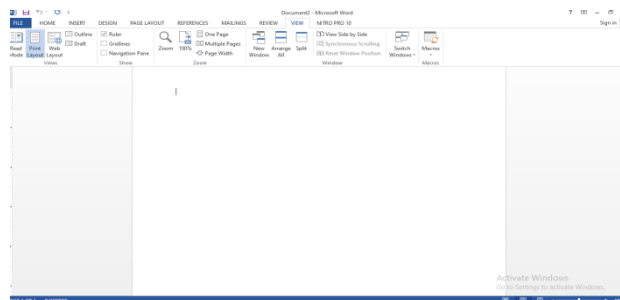 Document2 - Microsoft Word
Sign in
FILE HOME INSERT DESIGN PAGE LAYOUT REFERENCES MAILINGS REVIEW VIEW NITRO PRO 10
Read Mode
Print Layout
Web Layout
Outline
Draft
Views
Ruler
Gridlines
Navigation Pane
Show
Zoom
100%
One Page
Multiple Pages
Page Width
Zoom
New Window
Arrange All
Split
View Side by Side
Synchronous Scrolling
Reset Window Position
Switch Windows
Window
Macros
Macros
Activate Windows
Go to Settings to activate Windows.